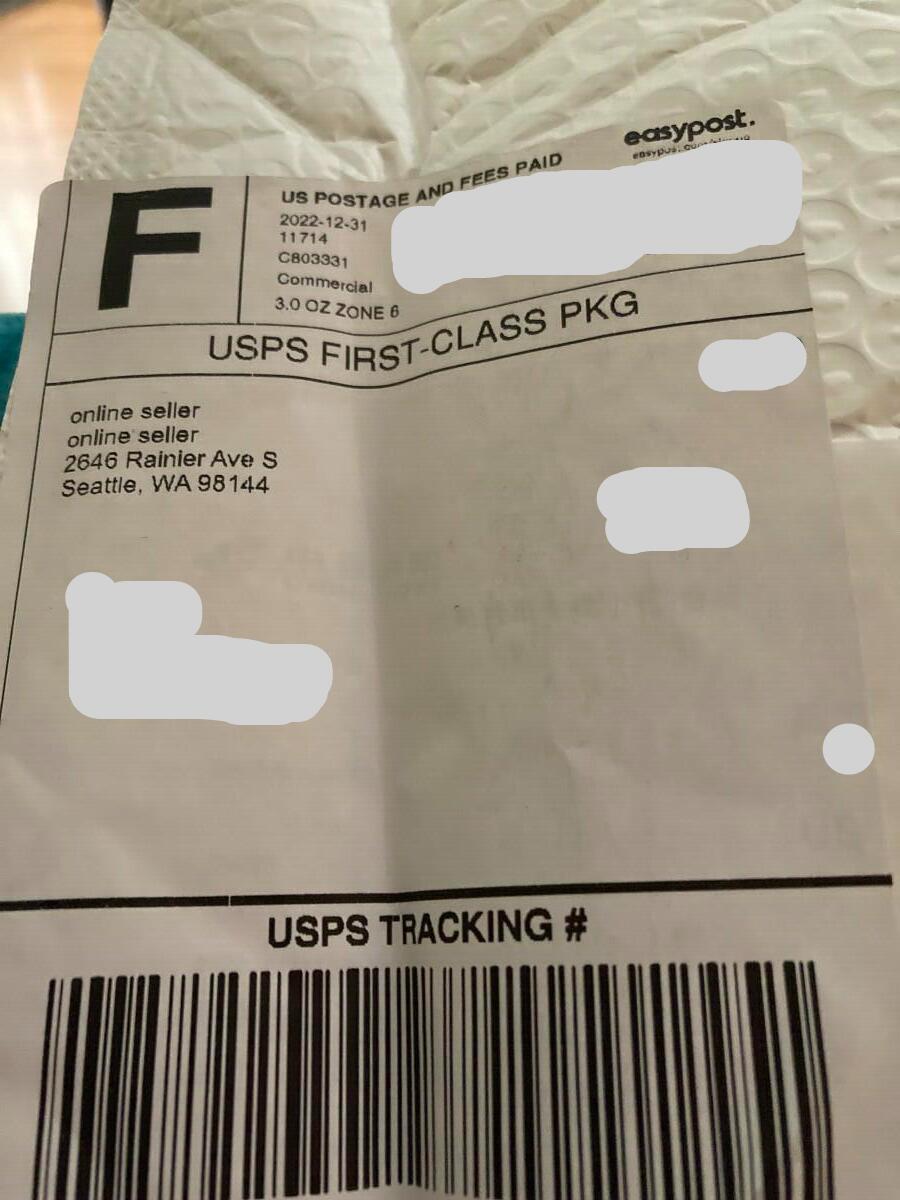 easypost.
F
US POSTAGE AND FEES PAID
2022-12-31
11714
C803331
Commercial
3.0 OZ ZONE 6
USPS FIRST-CLASS PKG
online seller
online seller
2646 Rainier Ave S
Seattle, WA 98144
USPS TRACKING #